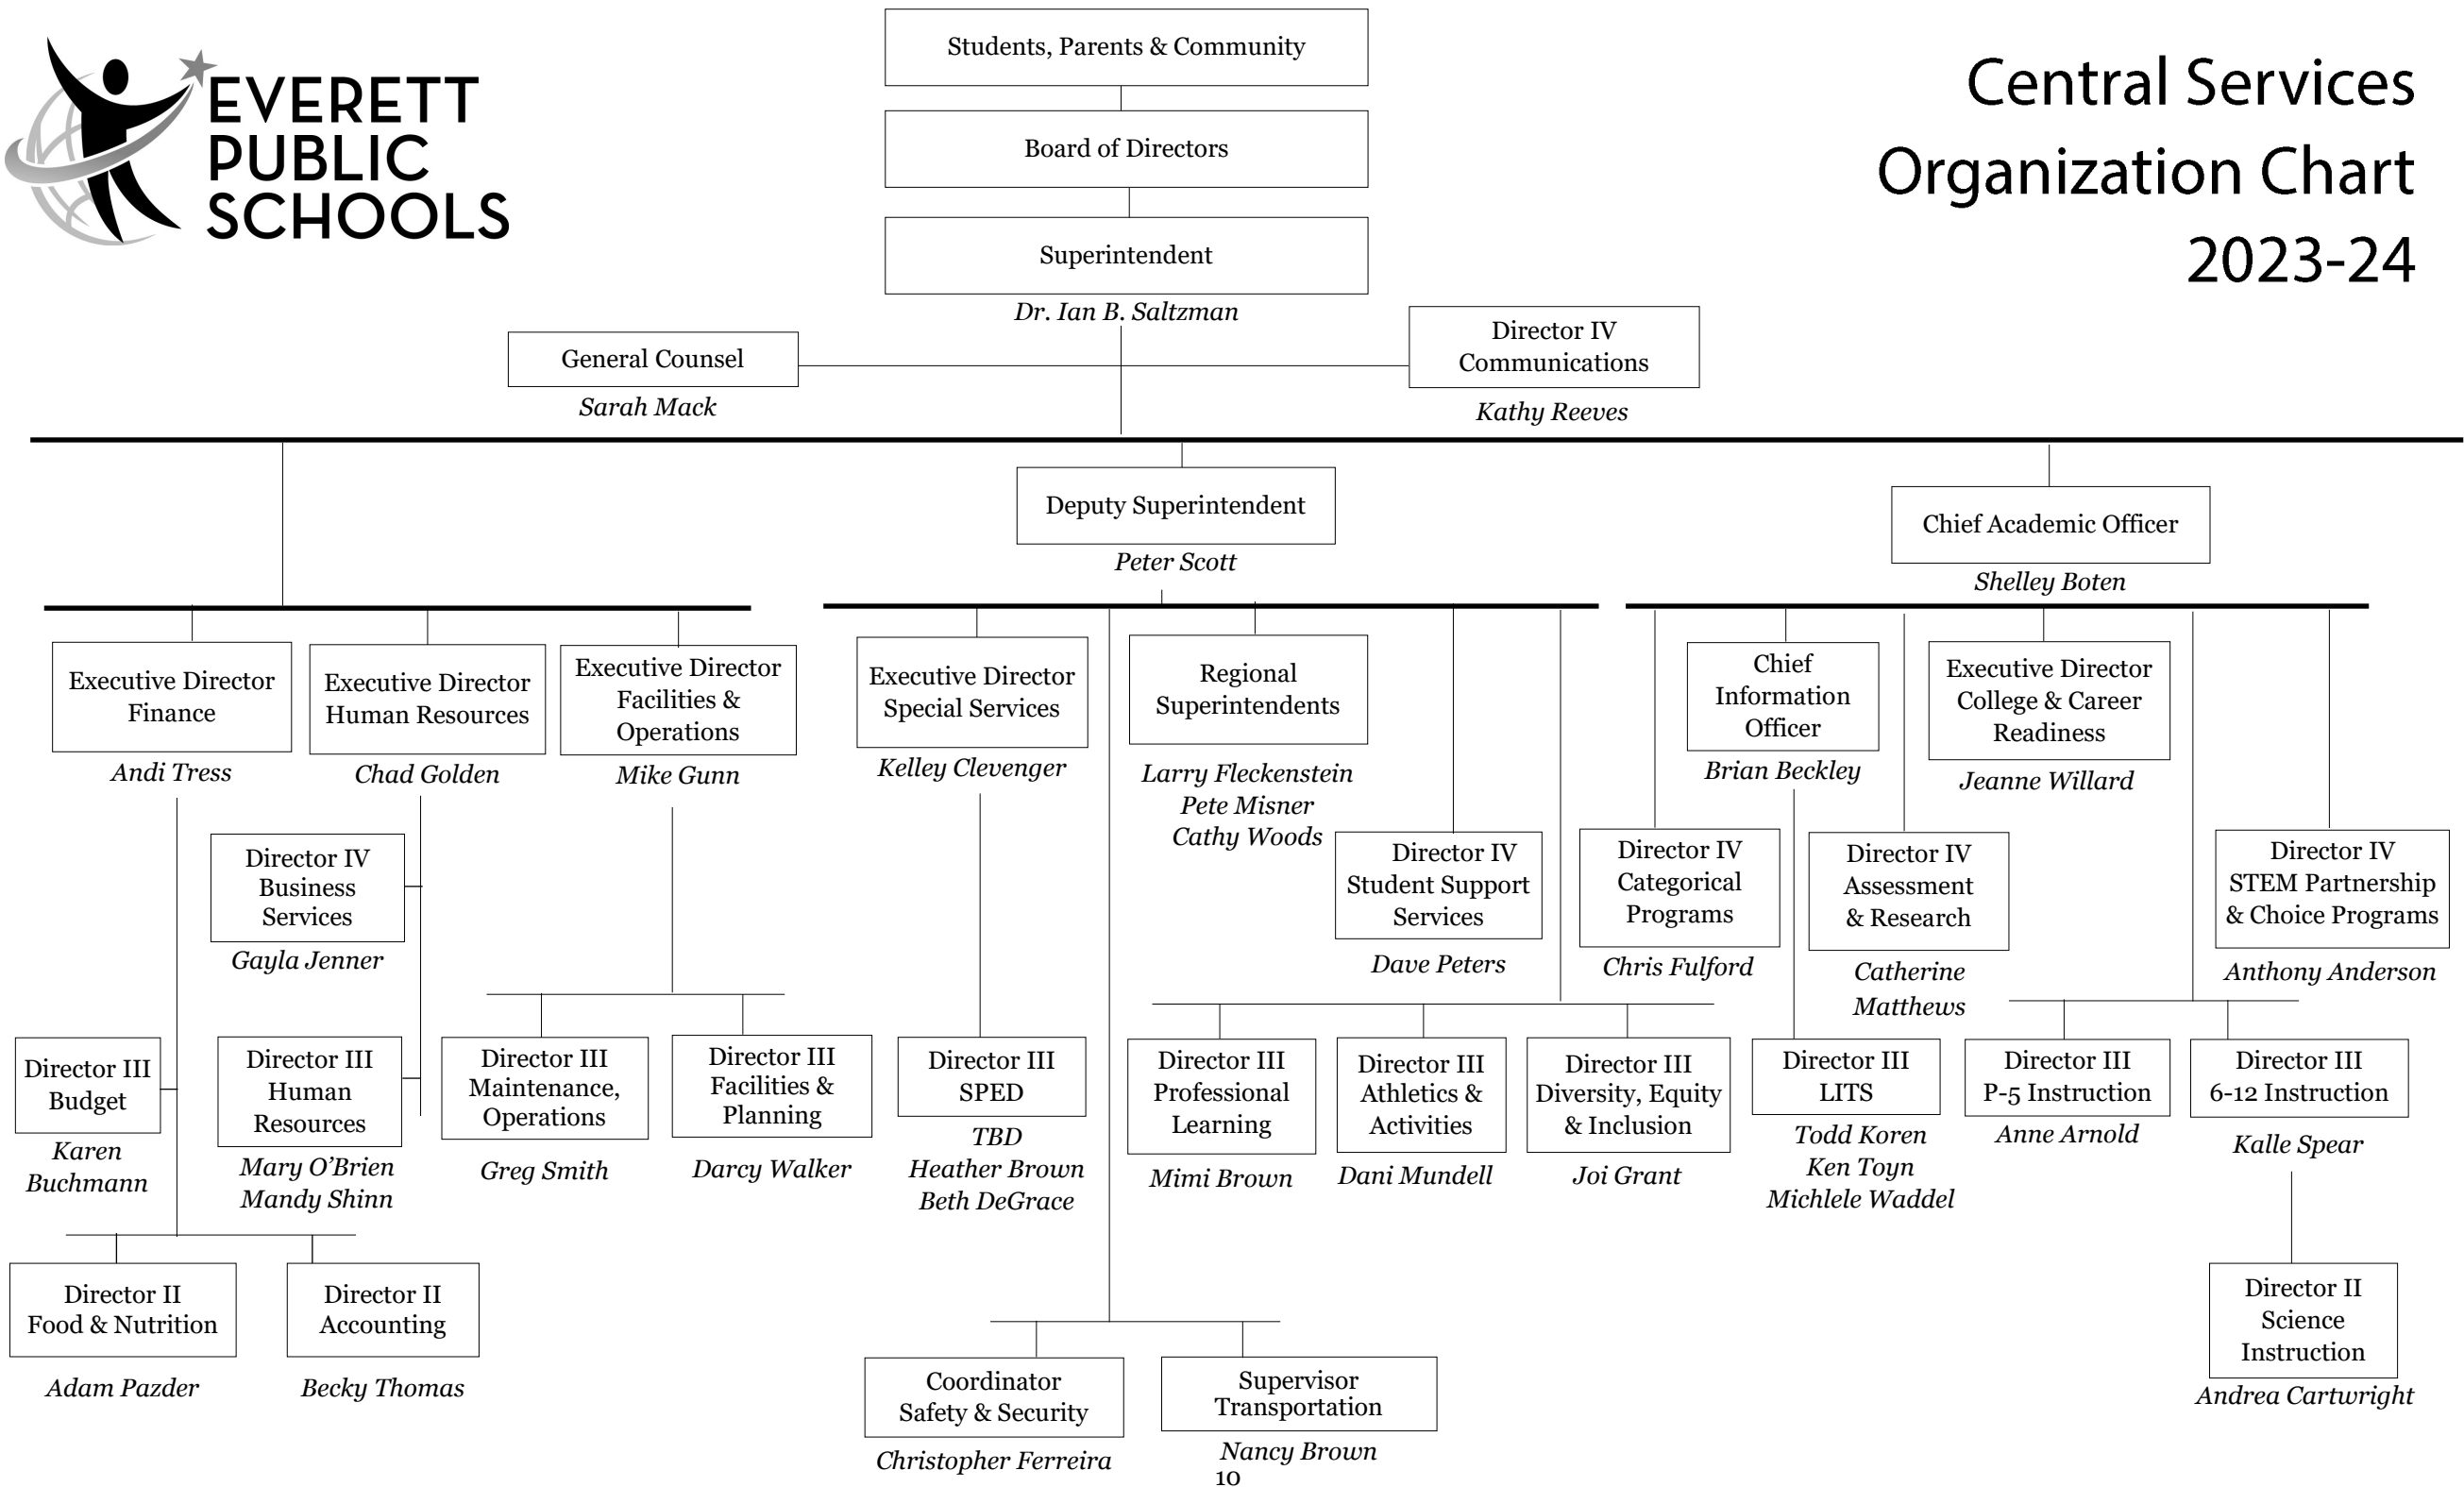 EVERETT
PUBLIC
SCHOOLS
Central Services
Organization Chart
2023-24
Students, Parents & Community
Board of Directors
Superintendent
Dr. Ian B. Saltzman
General Counsel
Sarah Mack
Director IV
Communications
Kathy Reeves
Deputy Superintendent
Peter Scott
Chief Academic Officer
Shelley Boten
Executive Director
Finance
Andi Tress
Executive Director
Human Resources
Chad Golden
Executive Director
Facilities &
Operations
Mike Gunn
Executive Director
Special Services
Kelley Clevenger
Regional
Superintendents
Larry Fleckenstein
Pete Misner
Cathy Woods
Chief
Information
Officer
Brian Beckley
Executive Director
College & Career
Readiness
Jeanne Willard
Director IV
Business
Services
Gayla Jenner
Director IV
Student Support
Services
Dave Peters
Director IV
Categorical
Programs
Chris Fulford
Director IV
Assessment
& Research
Catherine
Matthews
Director IV
STEM Partnership
& Choice Programs
Anthony Anderson
Director III
Budget
Karen
Buchmann
Director III
Human
Resources
Mary O’Brien
Mandy Shinn
Director III
Maintenance,
Operations
Greg Smith
Director III
Facilities &
Planning
Darcy Walker
Director III
SPED
TBD
Heather Brown
Beth DeGrace
Director III
Professional
Learning
Mimi Brown
Director III
Athletics &
Activities
Dani Mundell
Director III
Diversity, Equity
& Inclusion
Joi Grant
Director III
LITS
Todd Koren
Ken Toyn
Michlele Waddel
Director III
P-5 Instruction
Anne Arnold
Director III
6-12 Instruction
Kalle Spear
Director II
Food & Nutrition
Adam Pazder
Director II
Accounting
Becky Thomas
Coordinator
Safety & Security
Christopher Ferreira
Supervisor
Transportation
Nancy Brown
Director II
Science
Instruction
Andrea Cartwright
10